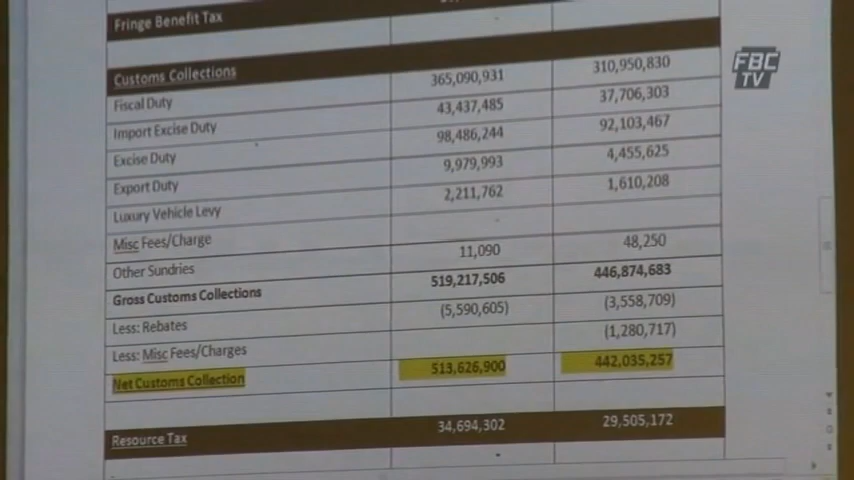 Fringe Benefit Tax
FBC TV
Customs Collections
Fiscal Duty 365,090,931 310,950,830
Import Excise Duty 43,437,485 37,706,303
Excise Duty 98,486,244 92,103,467
Export Duty 9,979,993 4,455,625
Luxury Vehicle Levy 2,211,762 1,610,208
Misc Fees/Charge
Other Sundries 11,090 48,250
Gross Customs Collections 519,217,506 446,874,683
Less: Rebates (5,590,605) (3,558,709)
Less: Misc Fees/Charges (1,280,717)
Net Customs Collection 513,626,900 442,035,257
Resource Tax 34,694,302 29,505,172